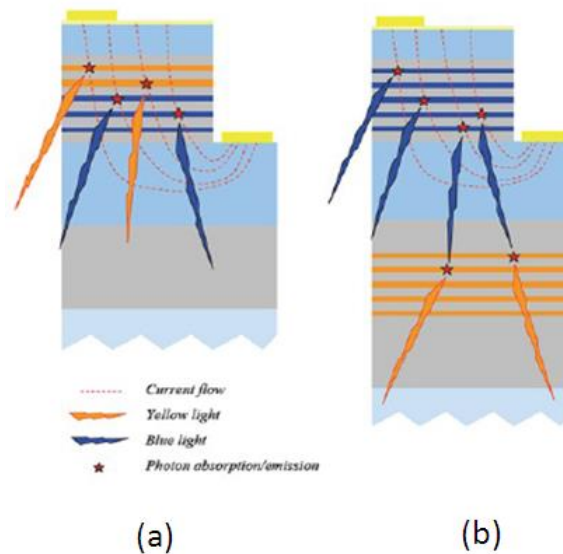 Current flow
Yellow light
Blue light
Photon absorption/emission
(a)
(b)